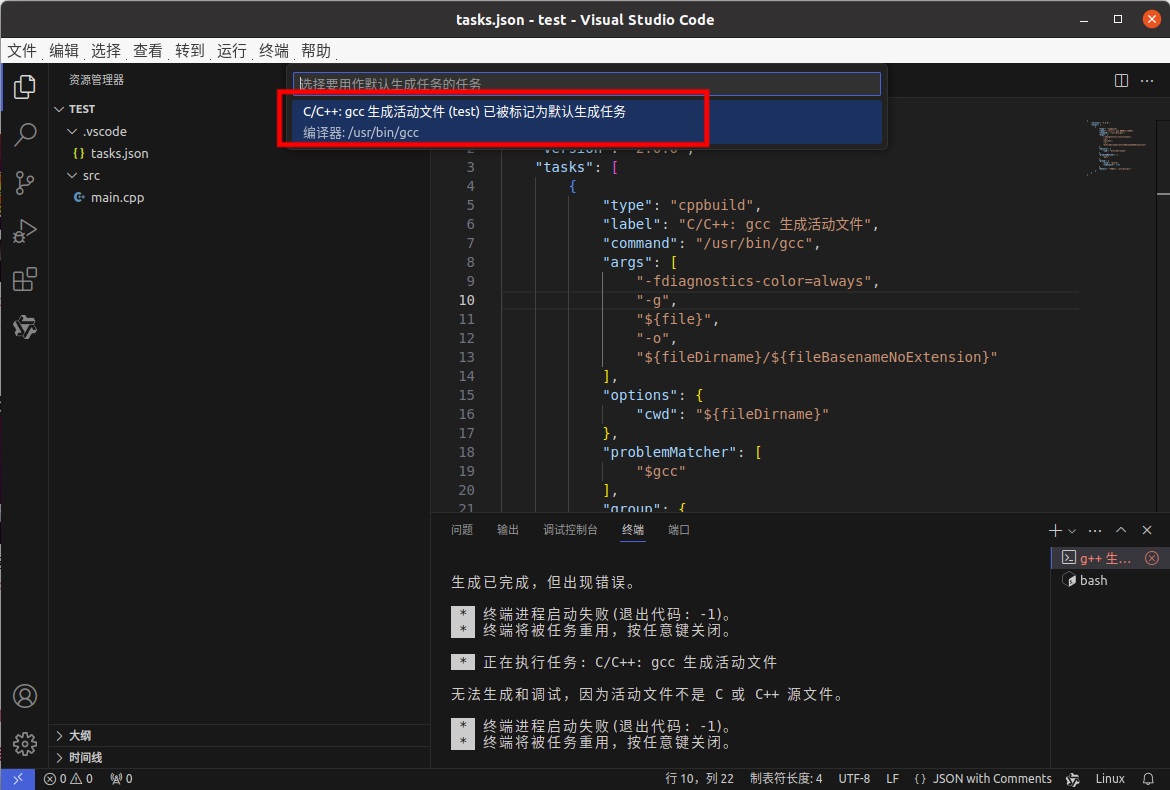 tasks.json - test - Visual Studio Code
文件 编辑 选择 查看 转到 运行 终端 帮助
资源管理器
TEST
.vscode
{} tasks.json
src
main.cpp
大纲
时间线
选择要用作默认生成任务的任务
C/C++: gcc 生成活动文件 (test) 已被标记为默认生成任务
编译器: /usr/bin/gcc
3 "tasks": [
4 {
5 "type": "cppbuild",
6 "label": "C/C++: gcc 生成活动文件",
7 "command": "/usr/bin/gcc",
8 "args": [
9 "-fdiagnostics-color=always",
10 "-g",
11 "${file}",
12 "-o",
13 "${fileDirname}/${fileBasenameNoExtension}"
14 ],
15 "options": {
16 "cwd": "${fileDirname}"
17 },
18 "problemMatcher": [
19 "$gcc"
20 ],
21 "group": {
问题 输出 调试控制台 终端 端口
生成已完成，但出现错误。
* 终端进程启动失败(退出代码: -1)。
* 终端将被任务重用，按任意键关闭。
* 正在执行任务: C/C++: gcc 生成活动文件
无法生成和调试，因为活动文件不是 C 或 C++ 源文件。
* 终端进程启动失败(退出代码: -1)。
* 终端将被任务重用，按任意键关闭。
g++ 生...
bash
0 0 0 行 10，列 22 制表符长度: 4 UTF-8 LF {} JSON with Comments Linux